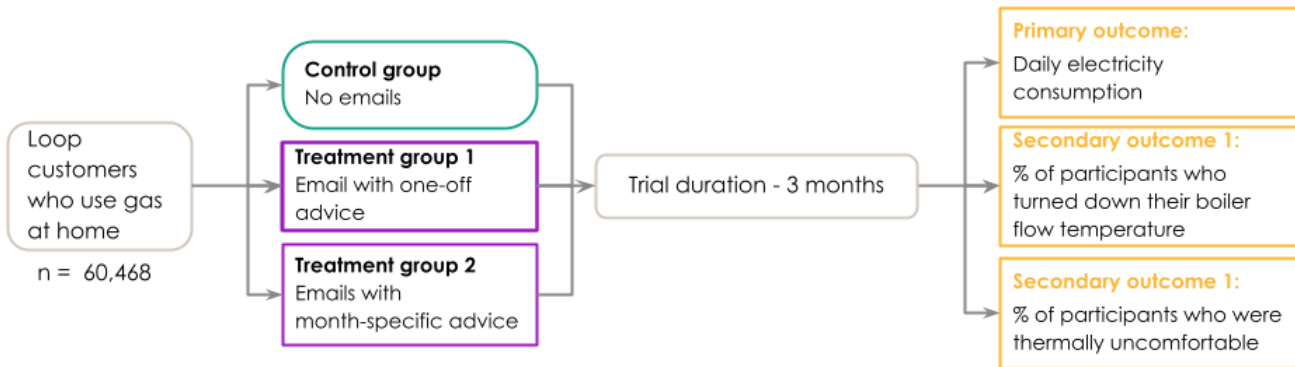 Loop
customers
who use gas
at home
n = 60,468
Control group
No emails
Treatment group 1
Email with one-off
advice
Treatment group 2
Emails with
month-specific advice
Trial duration - 3 months
Primary outcome:
Daily electricity
consumption
Secondary outcome 1:
% of participants who
turned down their boiler
flow temperature
Secondary outcome 1:
% of participants who were
thermally uncomfortable